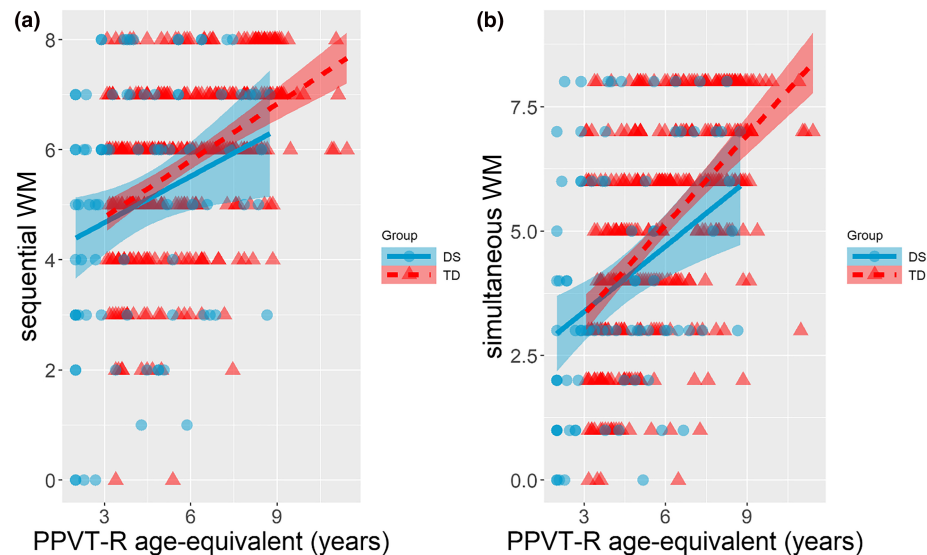 (a)
sequential WM
8
6
4
2
0
3 6 9
PPVT-R age-equivalent (years)
Group
DS
TD
(b)
simultaneous WM
7.5
5.0
2.5
0.0
3 6 9
PPVT-R age-equivalent (years)
Group
DS
TD